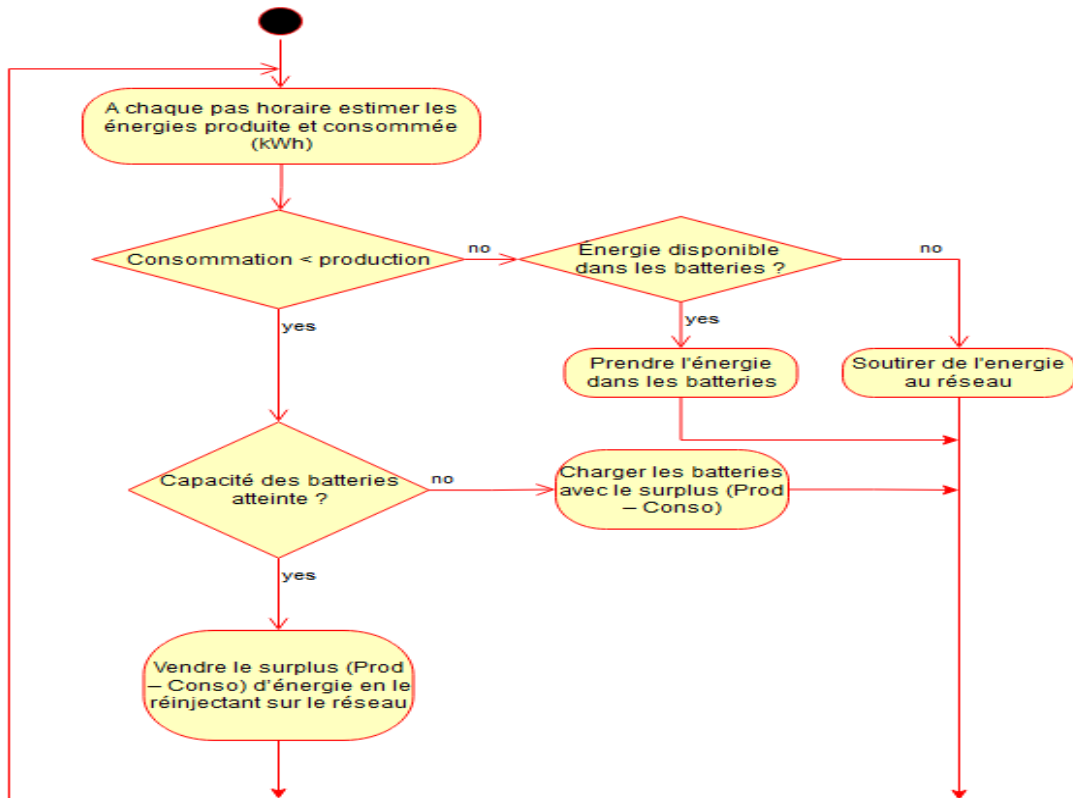 A chaque pas horaire estimer les
énergies produite et consommée
(kWh)
Consommation < production
no
Énergie disponible
dans les batteries ?
no
yes
yes
Prendre l'énergie
dans les batteries
Soutirer de l'energie
au réseau
Capacité des batteries
atteinte ?
no
Charger les batteries
avec le surplus (Prod
– Conso)
yes
Vendre le surplus (Prod
– Conso) d'énergie en le
réinjectant sur le réseau